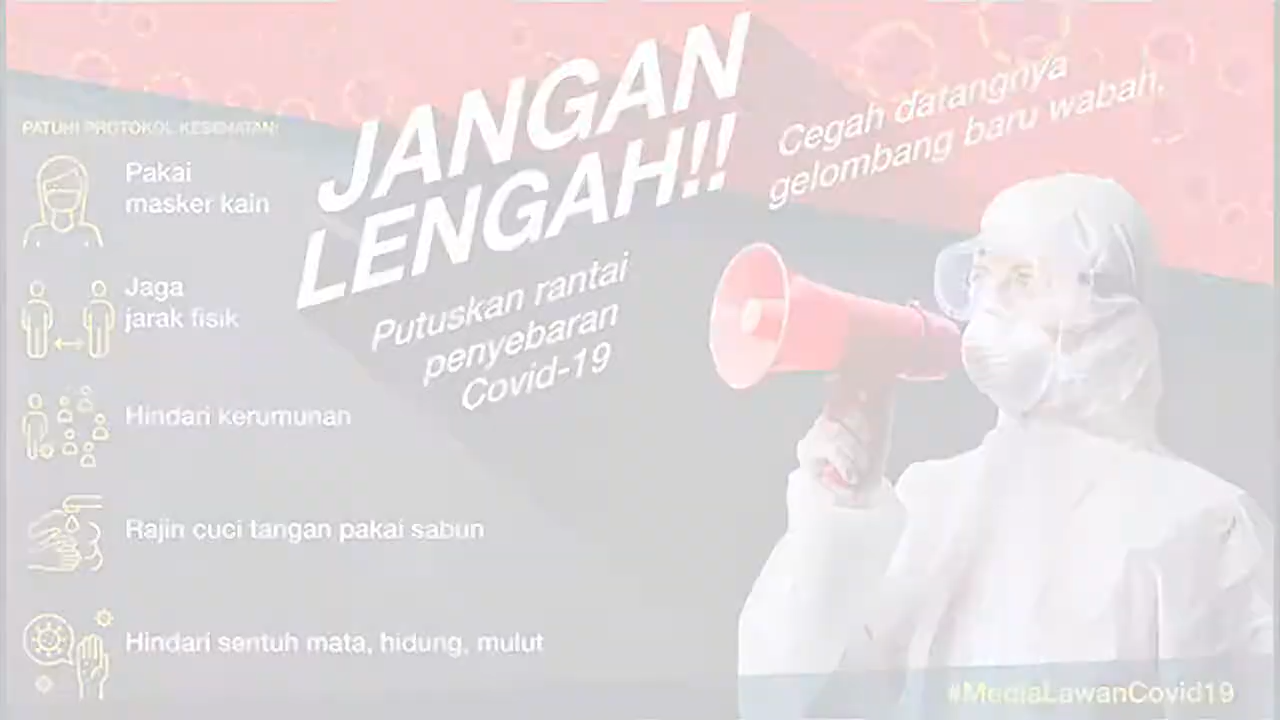 JANGAN
LENGAH!!
Cegah datangnya
gelombang baru wabah.
Putuskan rantai
penyebaran
Covid-19
PATUHI PROTOKOL KESEHATAN:
Pakai
masker kain
Jaga
jarak fisik
Hindari kerumunan
Rajin cuci tangan pakai sabun
Hindari sentuh mata, hidung, mulut
#MediaLawanCovid19